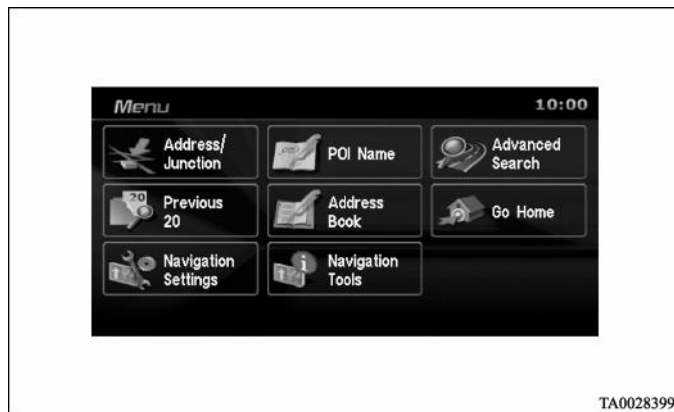 Menu 10:00
Address/
Junction
POI Name
Advanced
Search
Previous
20
Address
Book
Go Home
Navigation
Settings
Navigation
Tools
TA0028399